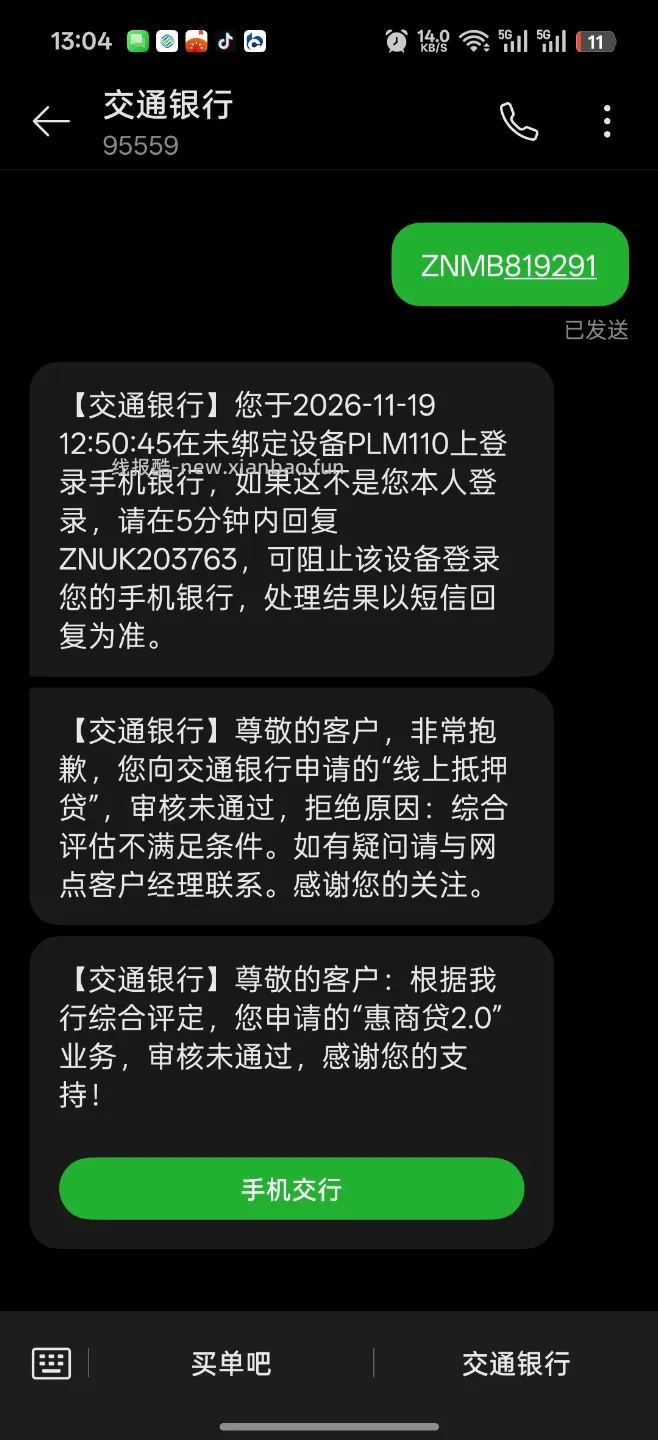 13:04
14.0
KB/S
5G
5G
11
交通银行
95559
ZNMB819291
已发送
【交通银行】您于2026-11-19
12:50:45在未绑定设备PLM110上登
线报酷-new.xianbao.fun
录手机银行，如果这不是您本人登
录，请在5分钟内回复
ZNUK203763，可阻止该设备登录
您的手机银行，处理结果以短信回
复为准。
【交通银行】尊敬的客户，非常抱
歉，您向交通银行申请的“线上抵押
贷”，审核未通过，拒绝原因：综合
评估不满足条件。如有疑问请与网
点客户经理联系。感谢您的关注。
【交通银行】尊敬的客户：根据我
行综合评定，您申请的“惠商贷2.0”
业务，审核未通过，感谢您的支
持！
手机交行
买单吧
交通银行